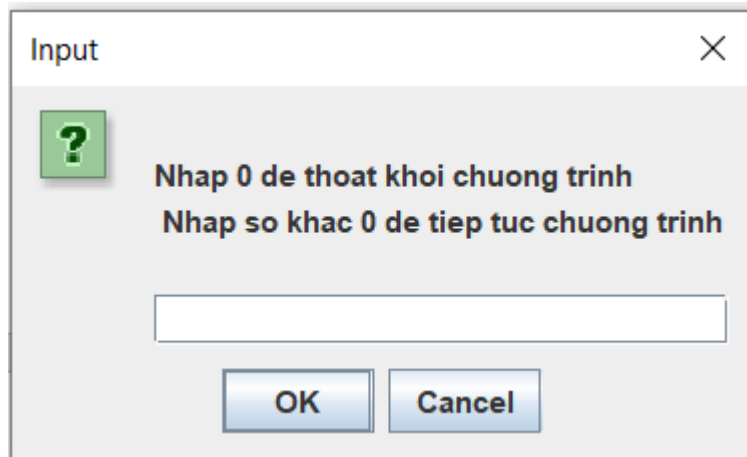 Input
?
Nhap 0 de thoat khoi chuong trinh
Nhap so khac 0 de tiep tuc chuong trinh
OK Cancel